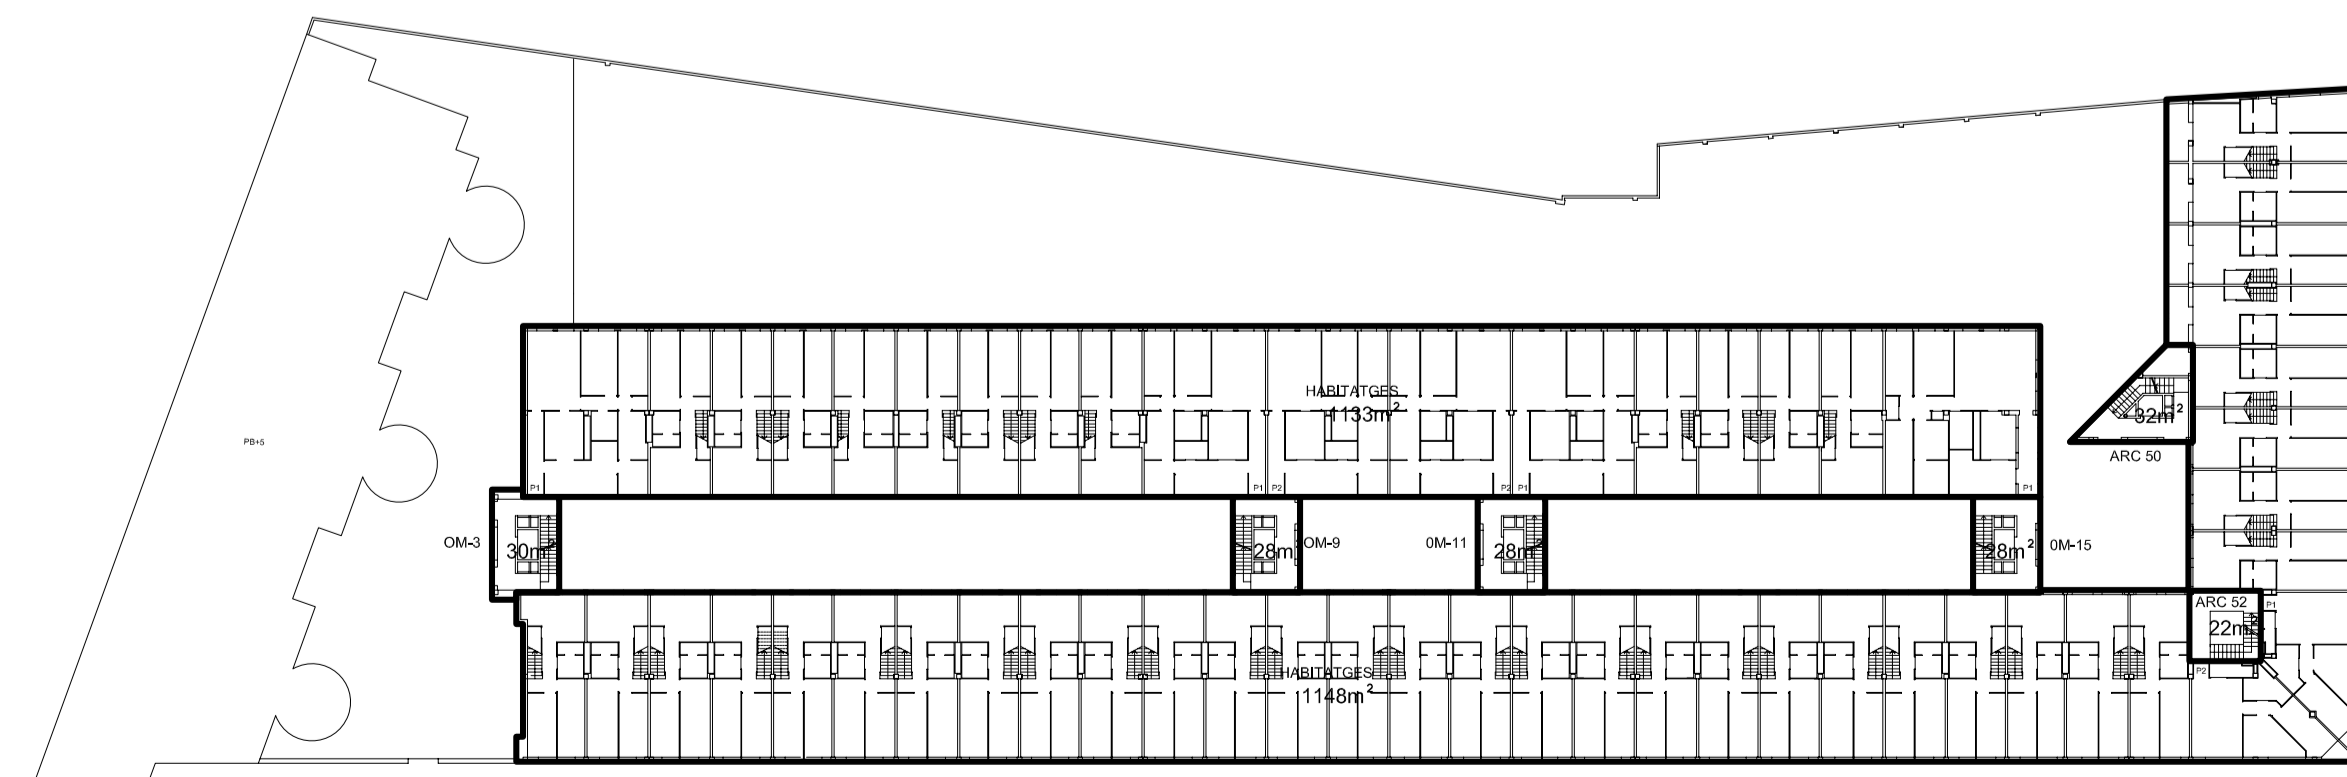 HABITATGES
1133m²
32m²
ARC 50
PB+5
P1
P1 P2
P2 P1
P1
OM-3
30m²
28m²
OM-9
0M-11
28m²
28m²
0M-15
ARC 52
P1
22m²
P2
HABITATGES
1148m²